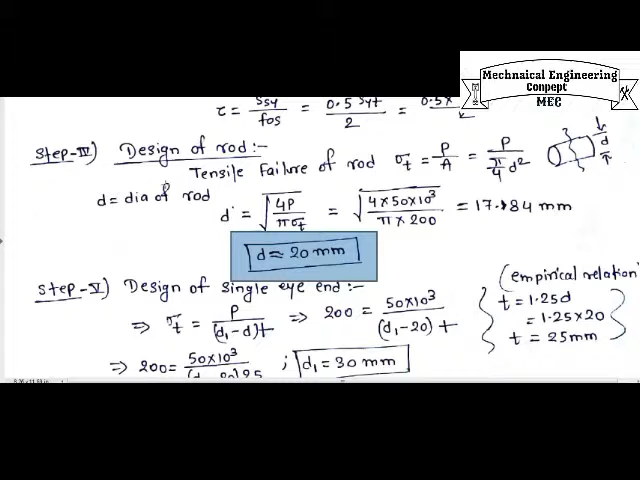 Mechnaical Engineering
Conpept
MEC
τ = Ssy/fos = 0.5 Syt/2 = 0.5x
Step-IV) Design of rod:-
Tensile Failure of rod σt = P/A = P/(π/4 d²)
d
d = dia of rod
d = √(4P/πσt) = √(4×50×10³/π×200) = 17.84 mm
d ≈ 20 mm
Step-V) Design of single eye end:-
(empirical relation)
⇒ σt = P/(d₁-d)t ⇒ 200 = 50×10³/(d₁-20)t
t = 1.25d
= 1.25×20
t = 25mm
⇒ 200 = 50×10³ ; d₁ = 30 mm